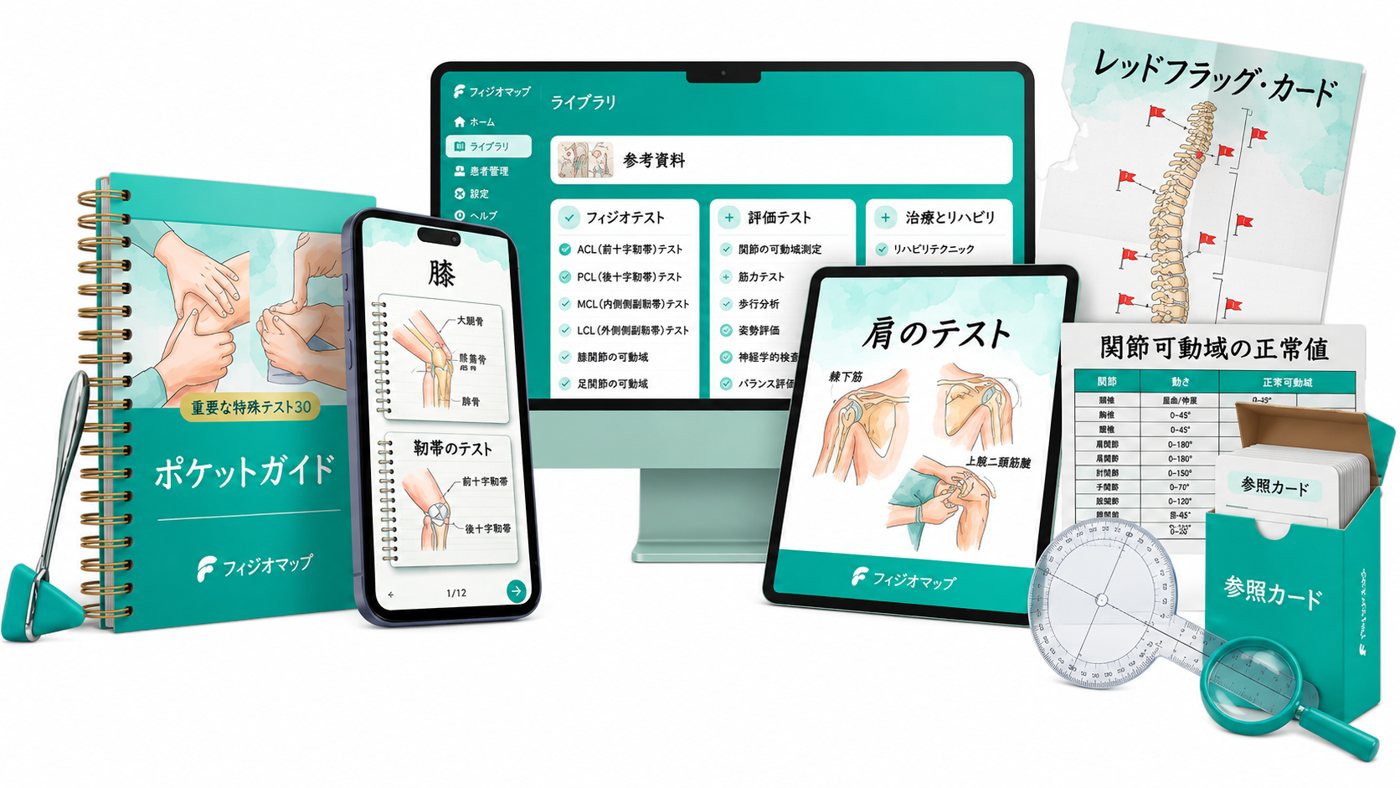 重要な特殊テスト30
ポケットガイド
フィジオマップ
膝
大腿骨
腓骨
靭帯のテスト
前十字靭帯
後十字靭帯
1/12
フィジオマップ
ホーム
ライブラリ
患者管理
設定
ヘルプ
ライブラリ
参考資料
フィジオテスト
ACL(前十字靭帯)テスト
PCL(後十字靭帯)テスト
MCL(内側側副靭帯)テスト
LCL(外側側副靭帯)テスト
膝関節の可動域
足関節の可動域
評価テスト
関節の可動域測定
筋力テスト
歩行分析
姿勢評価
神経学的検査
バランス評価
治療とリハビリ
リハビリテクニック
肩のテスト
棘下筋
上腕二頭筋腱
フィジオマップ
レッドフラッグ・カード
関節可動域の正常値
関節 動き 正常可動域
頸椎 屈曲/伸展
胸椎 0-45°
0-45°
肩関節 0-180°
肩関節 0-180°
肘関節 0-150°
0-70°
0-120°
参照カード
参照カード